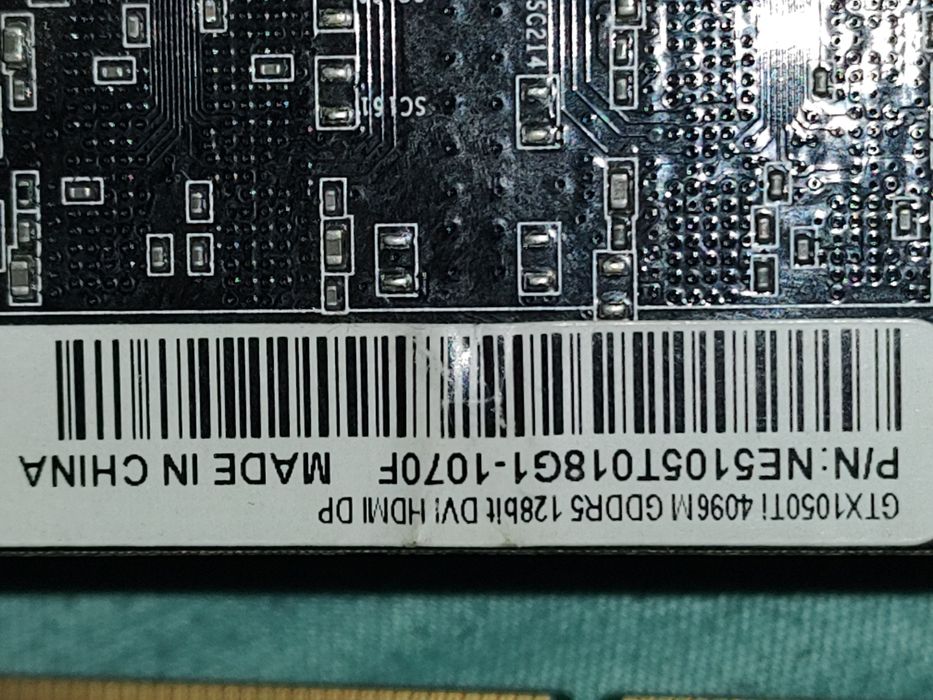 GTX1050Ti 4096M GDDR5 128bit DVI HDMI DP
P/N:NE5105T018G1-1070F MADE IN CHINA
SC161
SC214